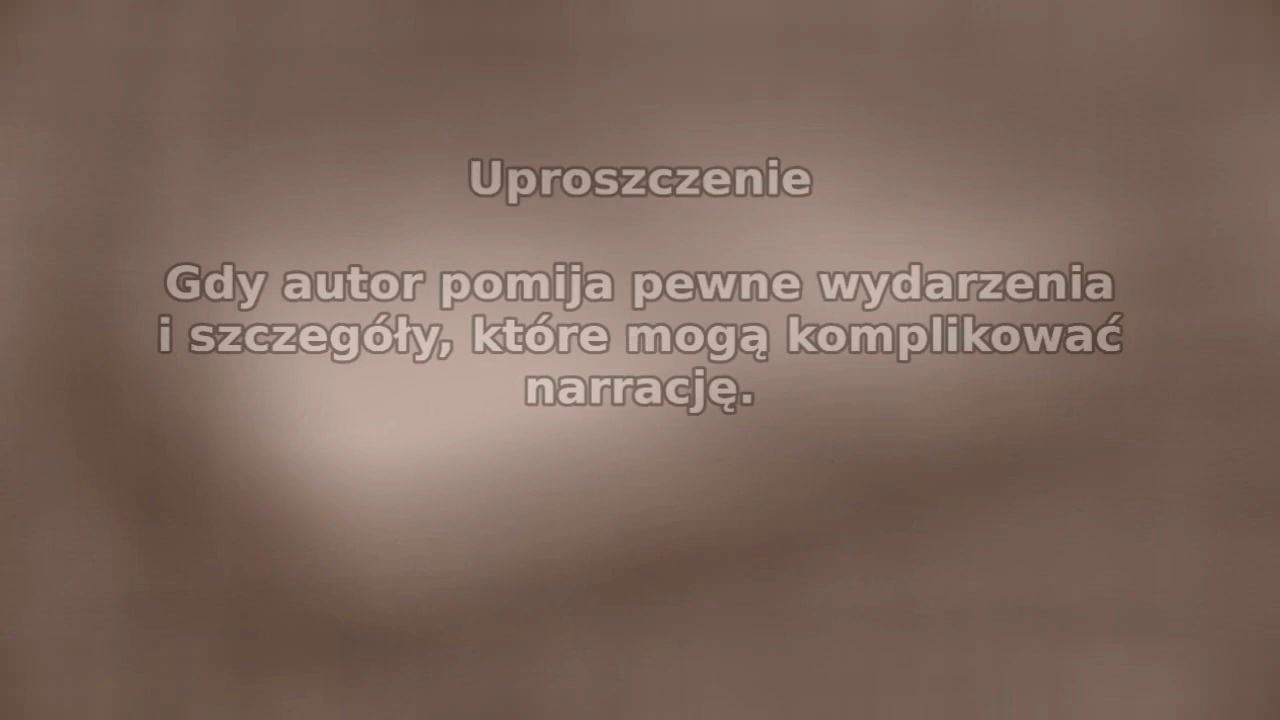 Uproszczenie
Gdy autor pomija pewne wydarzenia
i szczegóły, które mogą komplikować
narrację.